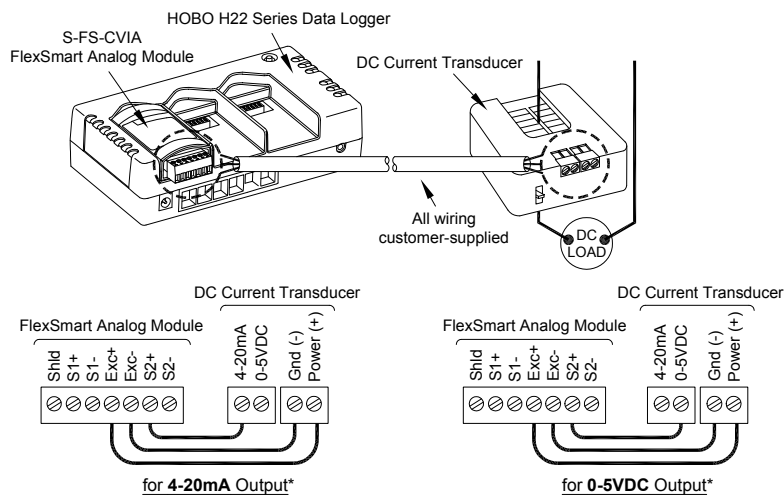 HOBO H22 Series Data Logger
S-FS-CVIA
FlexSmart Analog Module
DC Current Transducer
All wiring
customer-supplied
DC
LOAD
DC Current Transducer
FlexSmart Analog Module
Shld
S1+
S1-
Exc+
Exc-
S2+
S2-
4-20mA
0-5VDC
Gnd (-)
Power (+)
for 4-20mA Output*
DC Current Transducer
FlexSmart Analog Module
Shld
S1+
S1-
Exc+
Exc-
S2+
S2-
4-20mA
0-5VDC
Gnd (-)
Power (+)
for 0-5VDC Output*